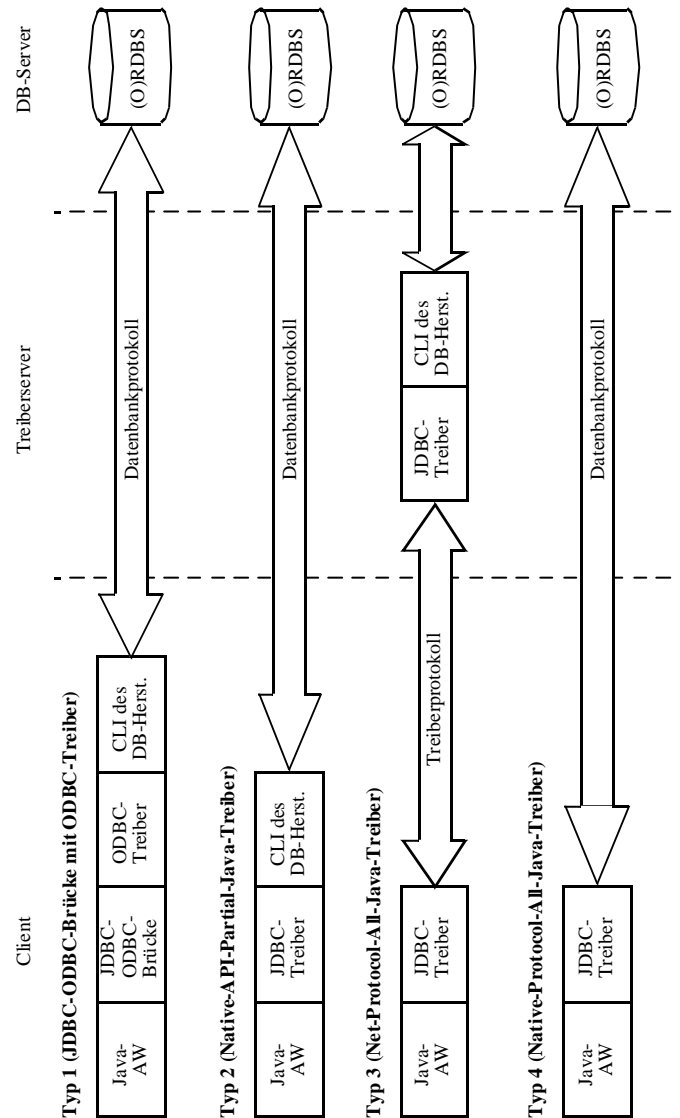 Client
Treiberserver
DB-Server
Typ 1 (JDBC-ODBC-Brücke mit ODBC-Treiber)
Java-
AW
JDBC-
ODBC-
Brücke
ODBC-
Treiber
CLI des
DB-Herst.
Datenbankprotokoll
(O)RDBS
Typ 2 (Native-API-Partial-Java-Treiber)
Java-
AW
JDBC-
Treiber
CLI des
DB-Herst.
Datenbankprotokoll
(O)RDBS
Typ 3 (Net-Protocol-All-Java-Treiber)
Java-
AW
JDBC-
Treiber
Treiberprotokoll
JDBC-
Treiber
CLI des
DB-Herst.
(O)RDBS
Typ 4 (Native-Protocol-All-Java-Treiber)
Java-
AW
JDBC-
Treiber
Datenbankprotokoll
(O)RDBS